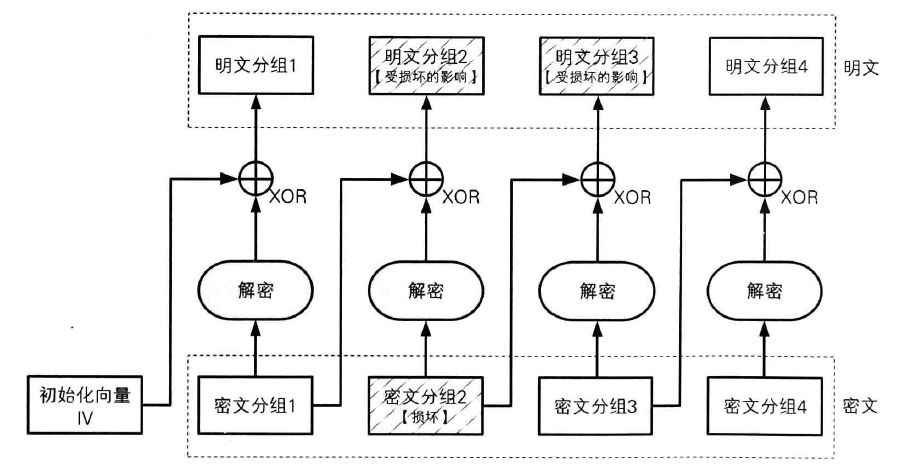 明文分组1
明文分组2
【受损坏的影响】
明文分组3
【受损坏的影响】
明文分组4
明文
XOR
XOR
XOR
XOR
解密
解密
解密
解密
初始化向量
IV
密文分组1
密文分组2
【损坏】
密文分组3
密文分组4
密文